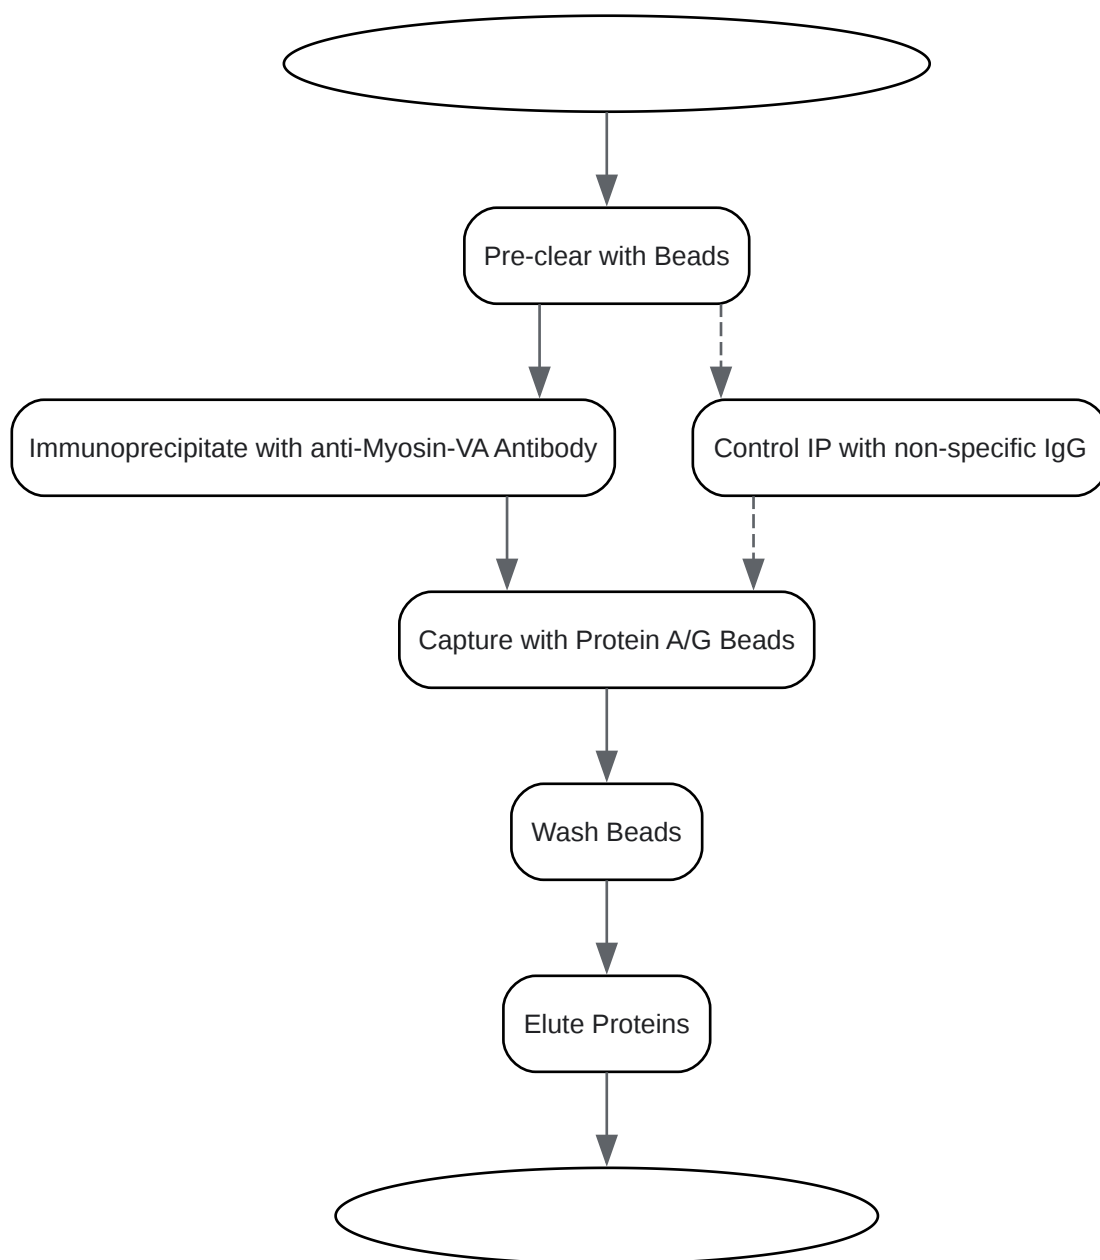 Pre-clear with Beads
Immunoprecipitate with anti-Myosin-VA Antibody
Control IP with non-specific IgG
Capture with Protein A/G Beads
Wash Beads
Elute Proteins